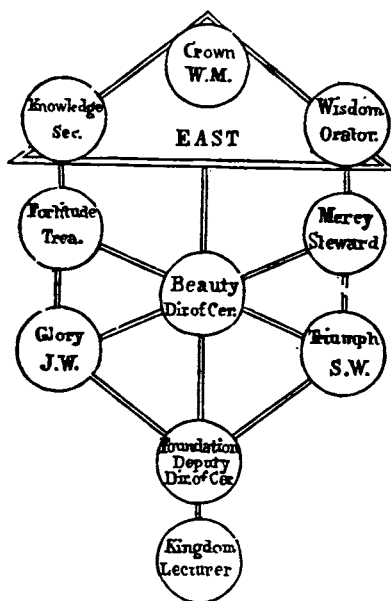 Crown
W.M.
Knowledge
Sec.
Wisdom
Orator.
EAST
Fortitude
Trea.
Mercy
Steward
Beauty
Dir. of Cer.
Glory
J.W.
Triumph
S.W.
Foundation
Deputy
Dir. of Cer.
Kingdom
Lecturer